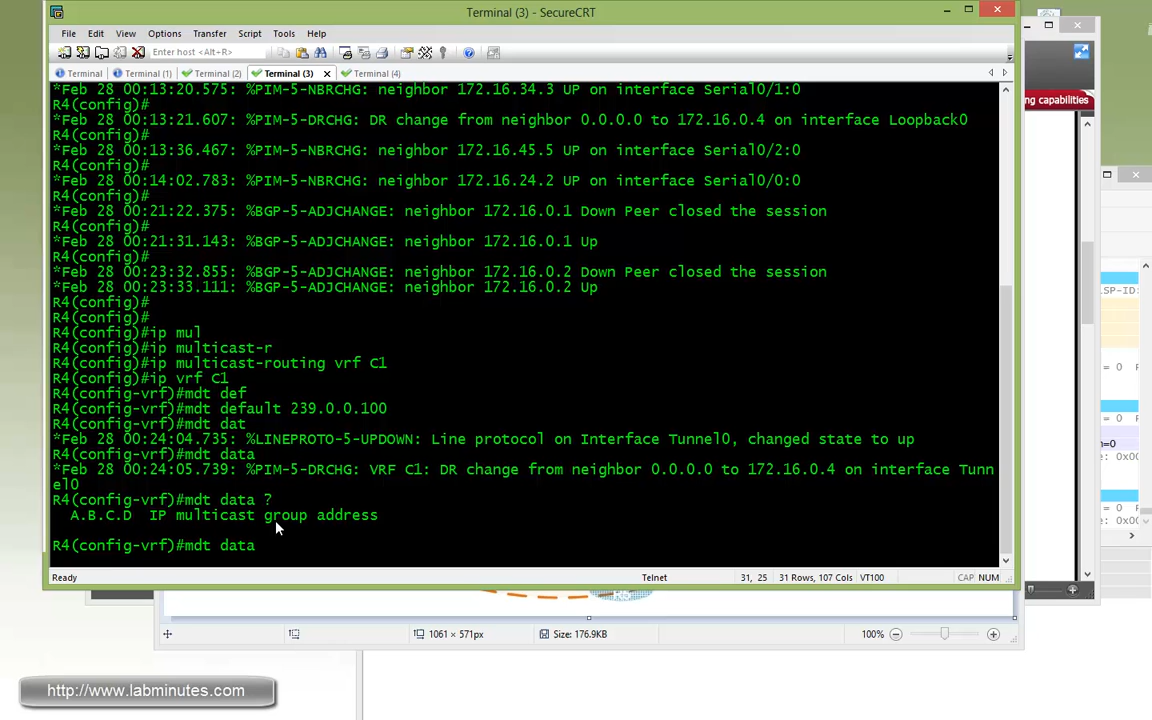 Terminal (3) - SecureCRT
File Edit View Options Transfer Script Tools Help
Enter host <Alt+R>
Terminal Terminal (1) Terminal (2) Terminal (3) Terminal (4)
*Feb 28 00:13:20.575: %PIM-5-NBRCHG: neighbor 172.16.34.3 UP on interface Serial0/1:0
R4(config)#
*Feb 28 00:13:21.607: %PIM-5-DRCHG: DR change from neighbor 0.0.0.0 to 172.16.0.4 on interface Loopback0
R4(config)#
*Feb 28 00:13:36.467: %PIM-5-NBRCHG: neighbor 172.16.45.5 UP on interface Serial0/2:0
R4(config)#
*Feb 28 00:14:02.783: %PIM-5-NBRCHG: neighbor 172.16.24.2 UP on interface Serial0/0:0
R4(config)#
*Feb 28 00:21:22.375: %BGP-5-ADJCHANGE: neighbor 172.16.0.1 Down Peer closed the session
R4(config)#
*Feb 28 00:21:31.143: %BGP-5-ADJCHANGE: neighbor 172.16.0.1 Up
R4(config)#
*Feb 28 00:23:32.855: %BGP-5-ADJCHANGE: neighbor 172.16.0.2 Down Peer closed the session
*Feb 28 00:23:33.111: %BGP-5-ADJCHANGE: neighbor 172.16.0.2 Up
R4(config)#
R4(config)#
R4(config)#ip mul
R4(config)#ip multicast-r
R4(config)#ip multicast-routing vrf C1
R4(config)#ip vrf C1
R4(config-vrf)#mdt def
R4(config-vrf)#mdt default 239.0.0.100
R4(config-vrf)#mdt dat
*Feb 28 00:24:04.735: %LINEPROTO-5-UPDOWN: Line protocol on Interface Tunnel0, changed state to up
R4(config-vrf)#mdt data
*Feb 28 00:24:05.739: %PIM-5-DRCHG: VRF C1: DR change from neighbor 0.0.0.0 to 172.16.0.4 on interface Tunn
el0
R4(config-vrf)#mdt data ?
A.B.C.D IP multicast group address
R4(config-vrf)#mdt data
Ready Telnet 31, 25 31 Rows, 107 Cols VT100 CAP NUM
ng capabilities
LSP-ID:
= 0
n=0
0x00
= 0
0x00
1061 × 571px Size: 176.9KB 100%
http://www.labminutes.com